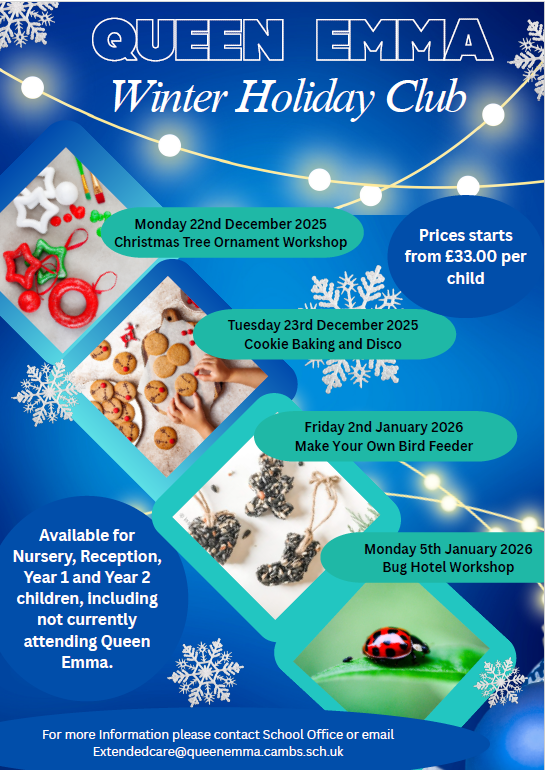 QUEEN EMMA
Winter Holiday Club
Monday 22nd December 2025
Christmas Tree Ornament Workshop
Prices starts
from £33.00 per
child
Tuesday 23rd December 2025
Cookie Baking and Disco
Friday 2nd January 2026
Make Your Own Bird Feeder
Monday 5th January 2026
Bug Hotel Workshop
Available for
Nursery, Reception,
Year 1 and Year 2
children, including
not currently
attending Queen
Emma.
For more Information please contact School Office or email
Extendedcare@queenemma.cambs.sch.uk